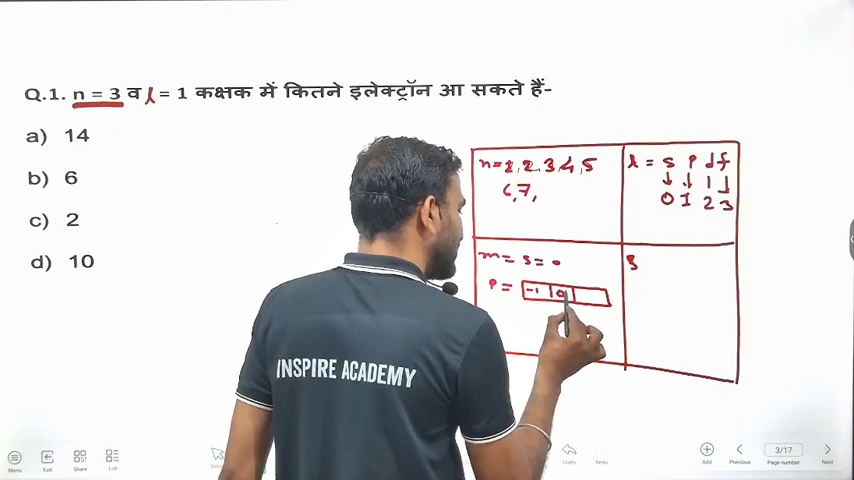 Q.1. n = 3 व l = 1 कक्षक में कितने इलेक्ट्रॉन आ सकते हैं-
a) 14
b) 6
c) 2
d) 10
n = 1, 2, 3, 4, 5
6, 7,
l = s p d f
↓ ↓ ↓ ↓
0 1 2 3
m = s = 0
p = -1 0
s
INSPIRE ACADEMY
Menu Exit Share List Undo Redo Add Previous 3/17 Page number Next